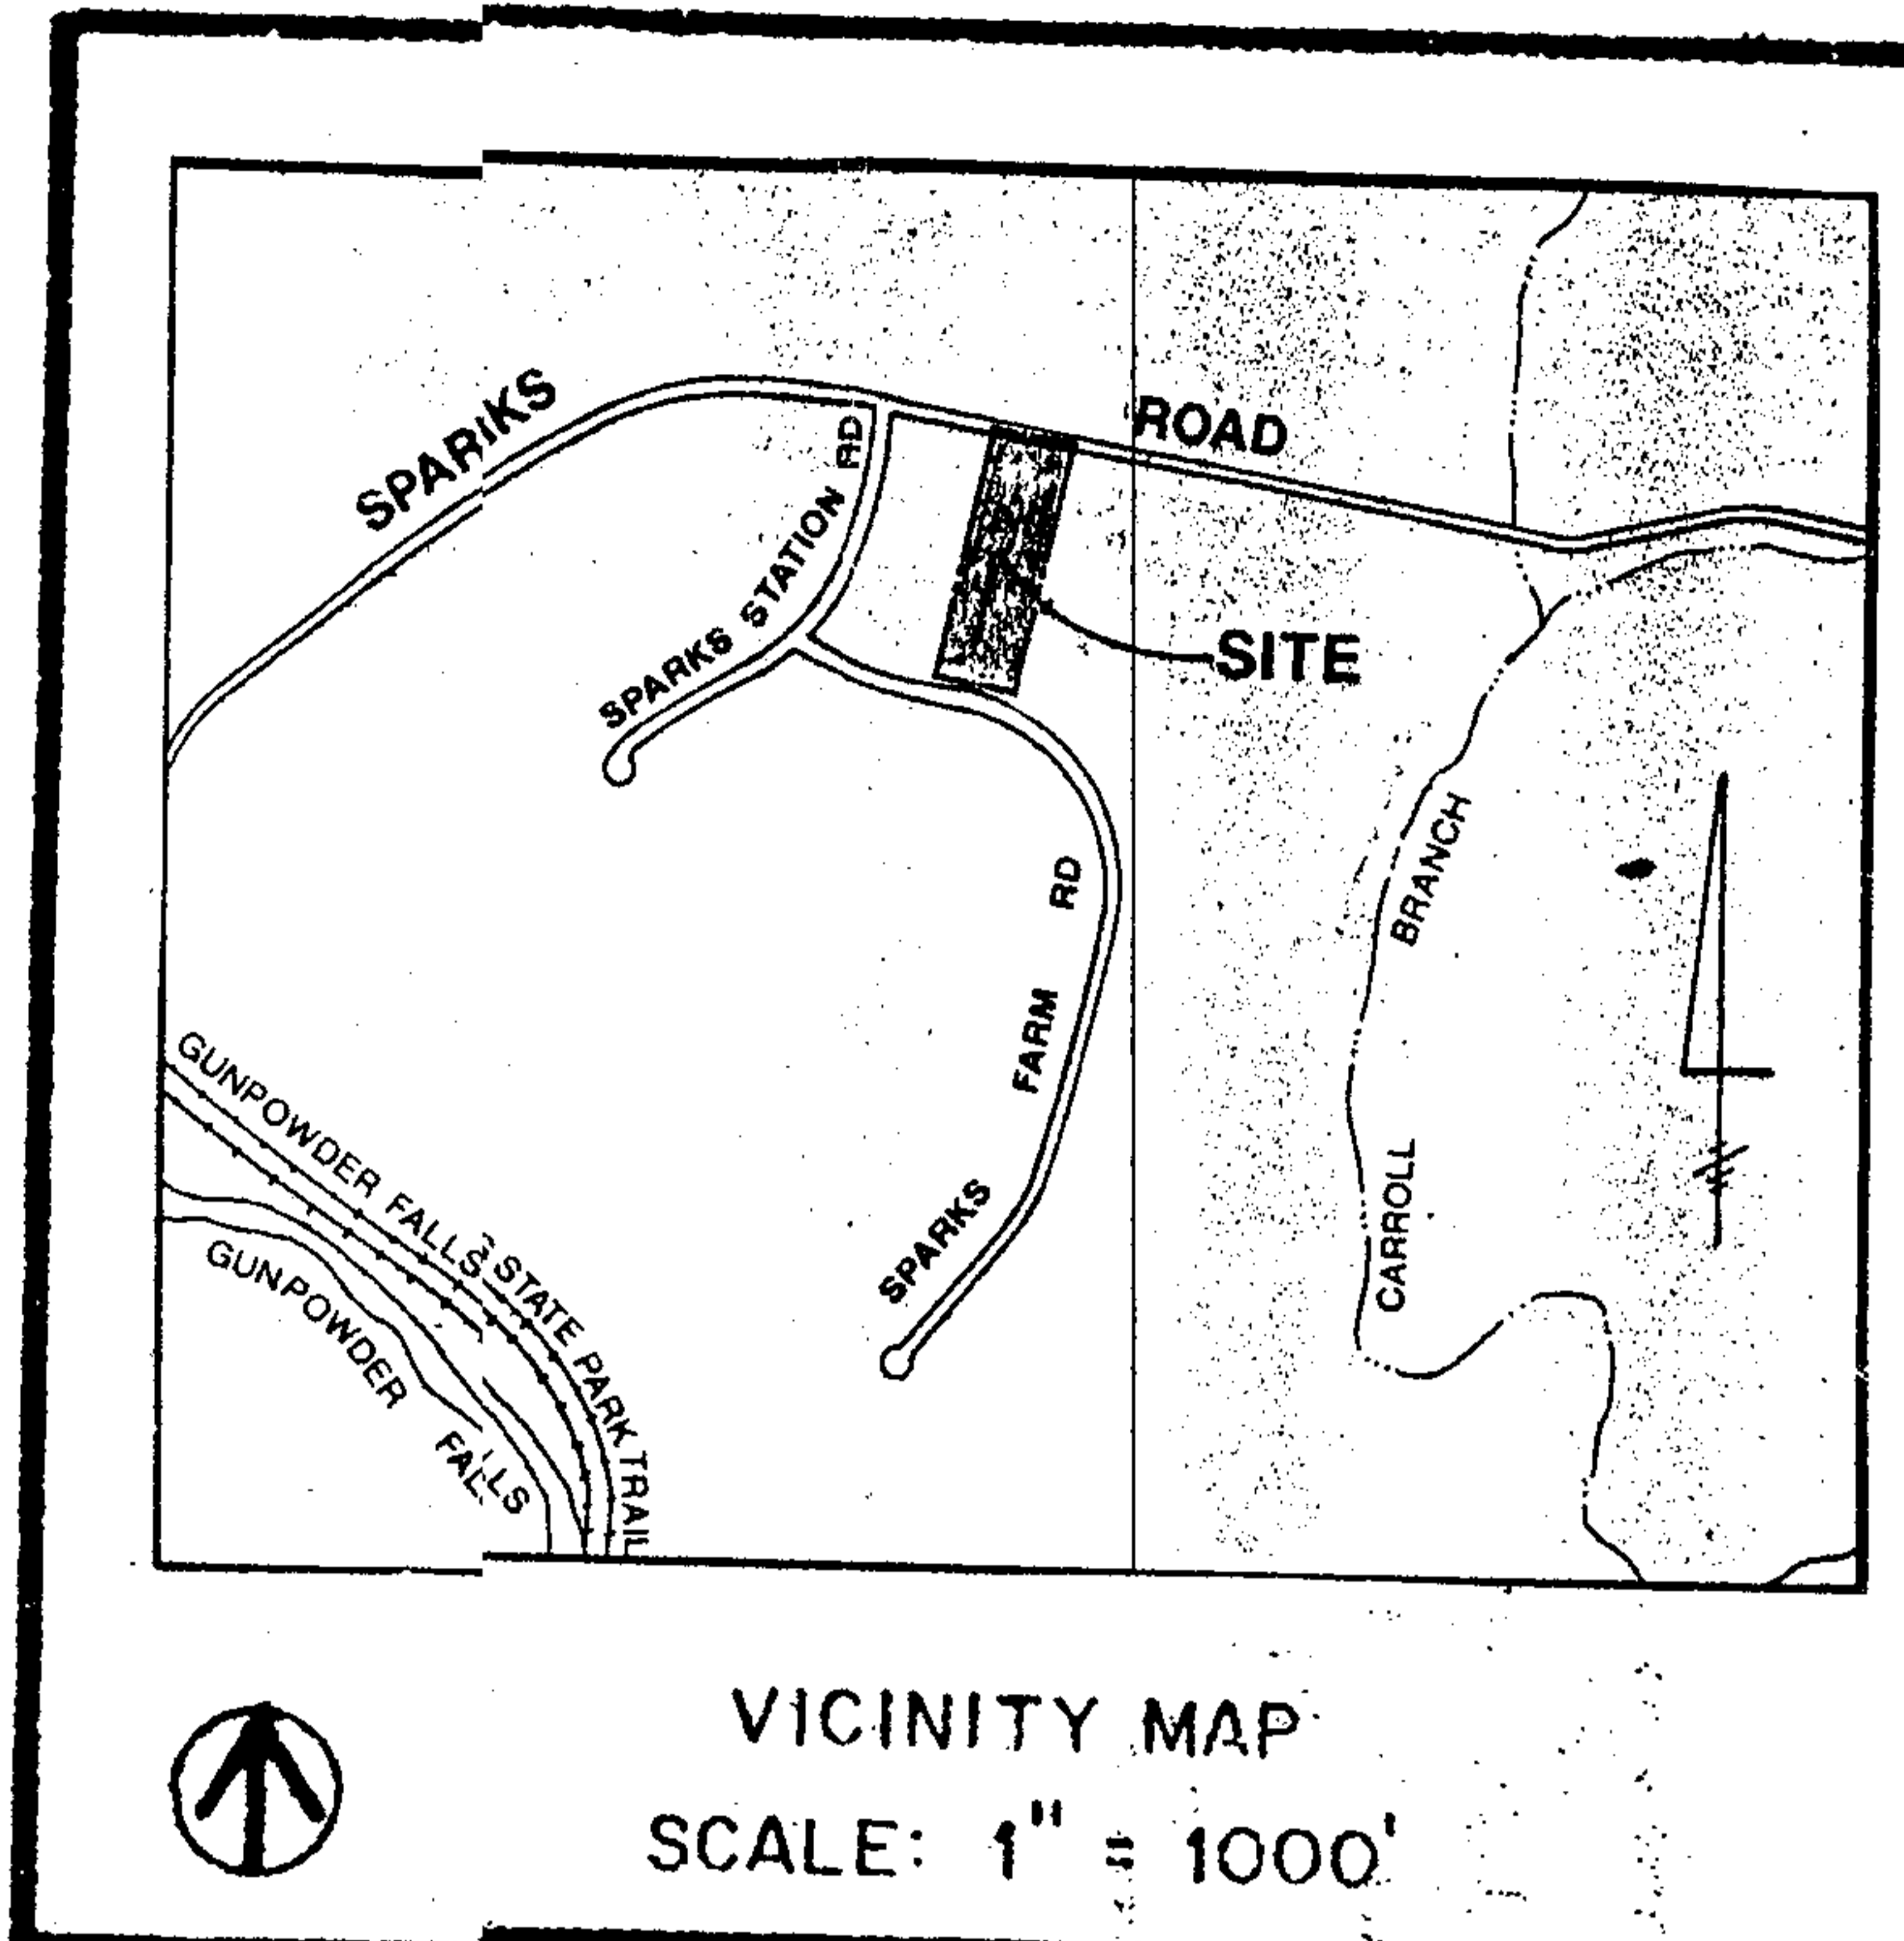 SPARKS ROAD
SPARKS STATION RD
SITE
SPARKS FARM RD
CARROLL BRANCH
GUNPOWDER FALLS STATE PARK TRAIL
GUNPOWDER FALLS
VICINITY MAP
SCALE: 1" = 1000'